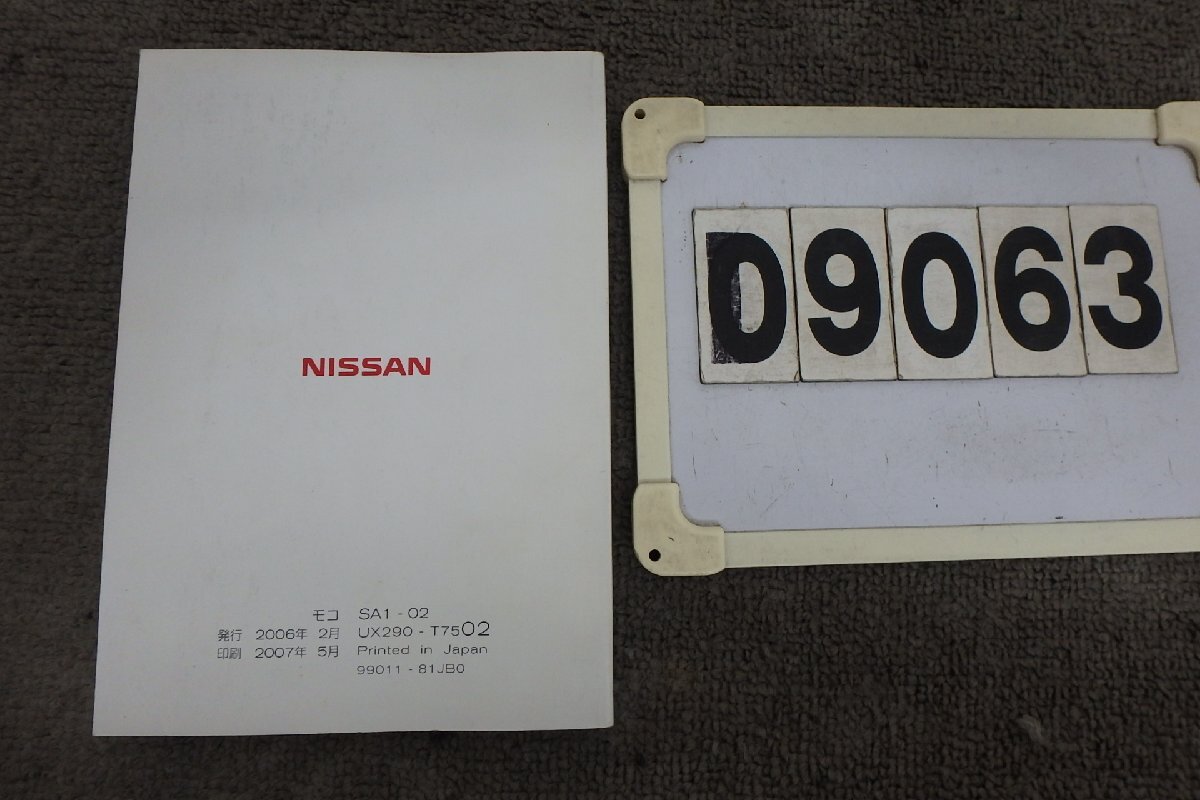 NISSAN
モコ SA1 - 02
発行 2006年 2月 UX290 - T7502
印刷 2007年 5月 Printed in Japan
99011 - 81JB0
D9063